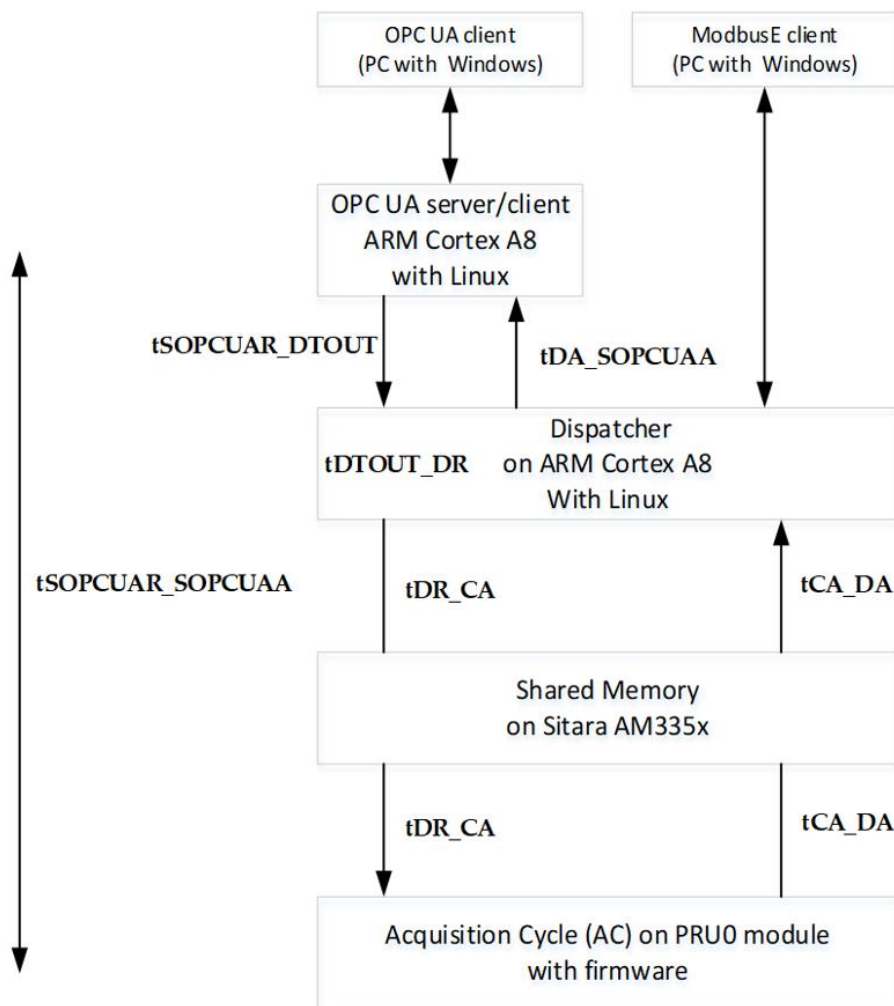 OPC UA client
(PC with Windows)
ModbusE client
(PC with Windows)
OPC UA server/client
ARM Cortex A8
with Linux
tSOPCUAR_DTOUT
tDA_SOPCUAA
Dispatcher
tDTOUT_DR
on ARM Cortex A8
With Linux
tSOPCUAR_SOPCUAA
tDR_CA
tCA_DA
Shared Memory
on Sitara AM335x
tDR_CA
tCA_DA
Acquisition Cycle (AC) on PRU0 module
with firmware